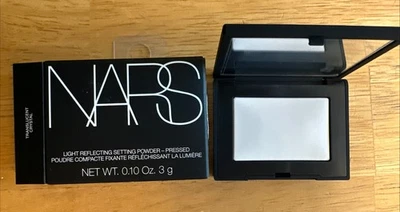 NARS
LIGHT REFLECTING SETTING POWDER – PRESSED
POUDRE COMPACTE FIXANTE RÉFLÉCHISSANT LA LUMIÈRE
NET WT. 0.10 Oz. 3 g
TRANSLUCENT
CRYSTAL